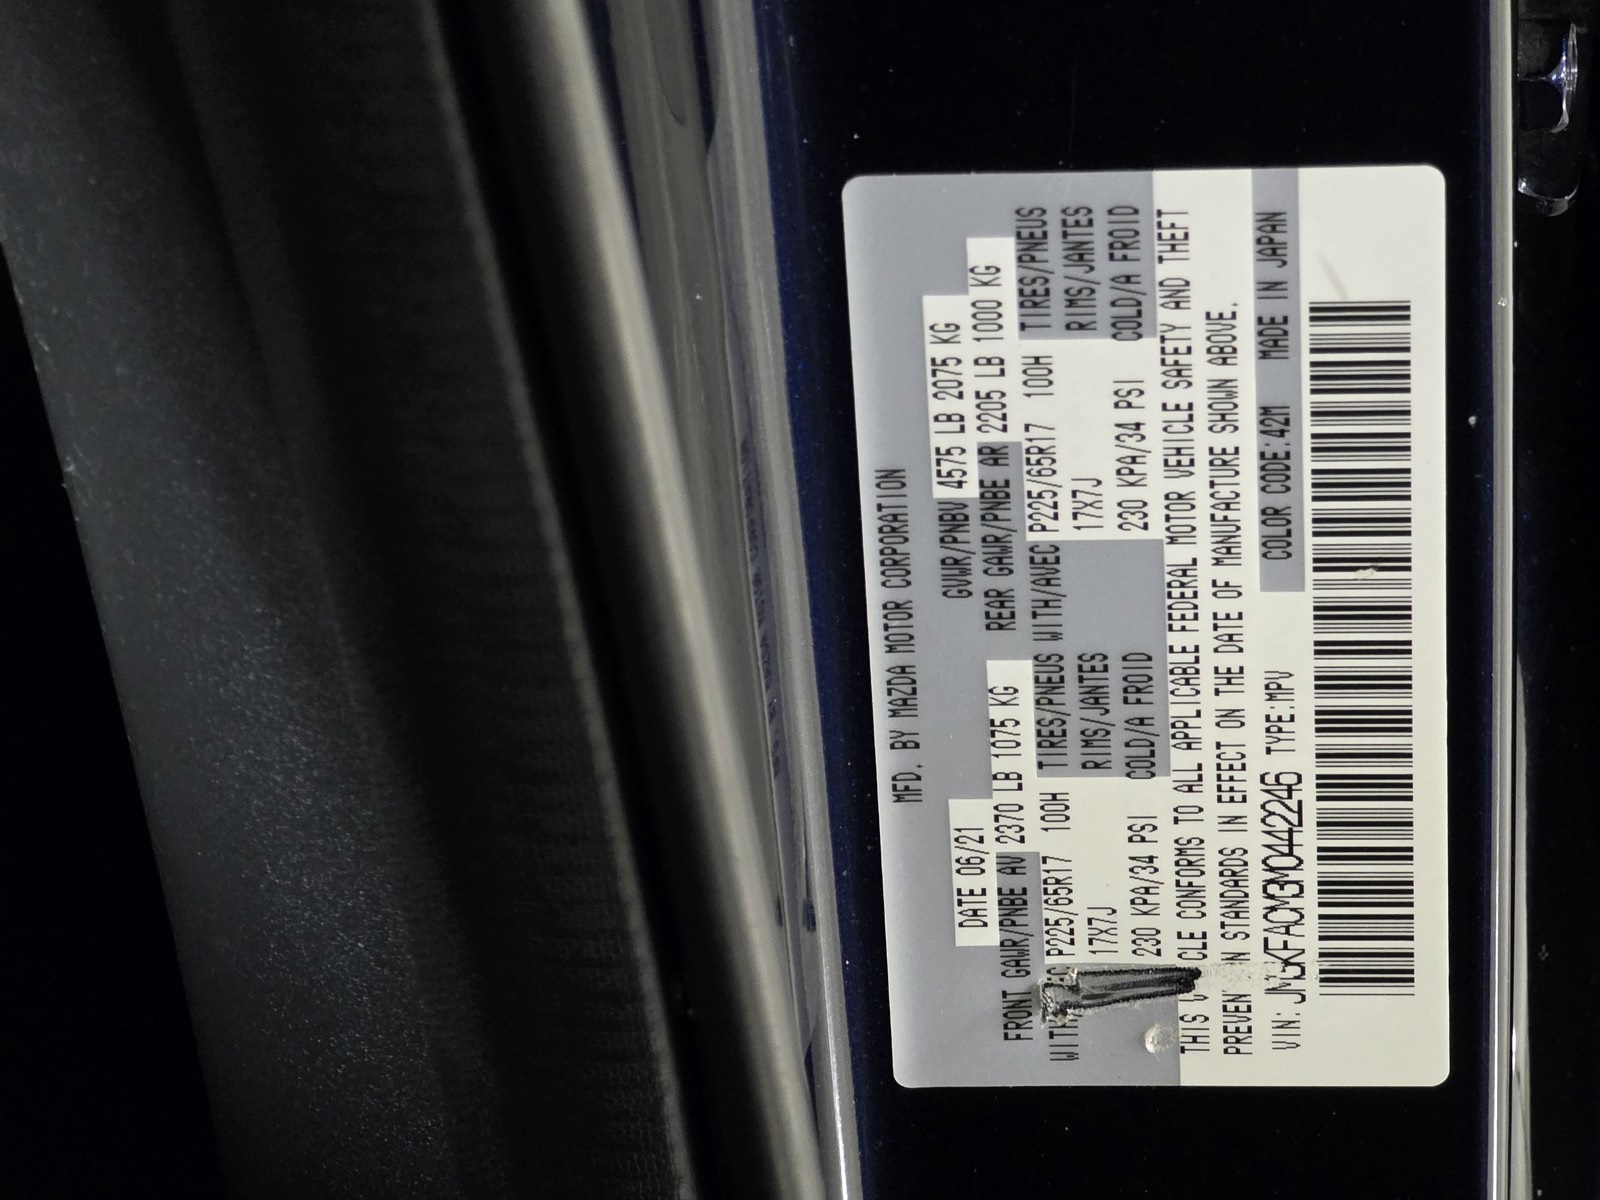 MFD. BY MAZDA MOTOR CORPORATION
DATE 06/21 GVWR/PNBV 4575 LB 2075 KG
FRONT GAWR/PNBE AV 2370 LB 1075 KG REAR GAWR/PNBE AR 2205 LB 1000 KG
P225/65R17 100H TIRES/PNEUS WITH/AVEC P225/65R17 100H TIRES/PNEUS
17X7J RIMS/JANTES 17X7J RIMS/JANTES
230 KPA/34 PSI COLD/A FROID 230 KPA/34 PSI COLD/A FROID
THIS CONFORMS TO ALL APPLICABLE FEDERAL MOTOR VEHICLE SAFETY AND THEFT
STANDARDS IN EFFECT ON THE DATE OF MANUFACTURE SHOWN ABOVE.
VIN: JM3KFACM3M0442246 TYPE:MPV COLOR CODE:42M MADE IN JAPAN